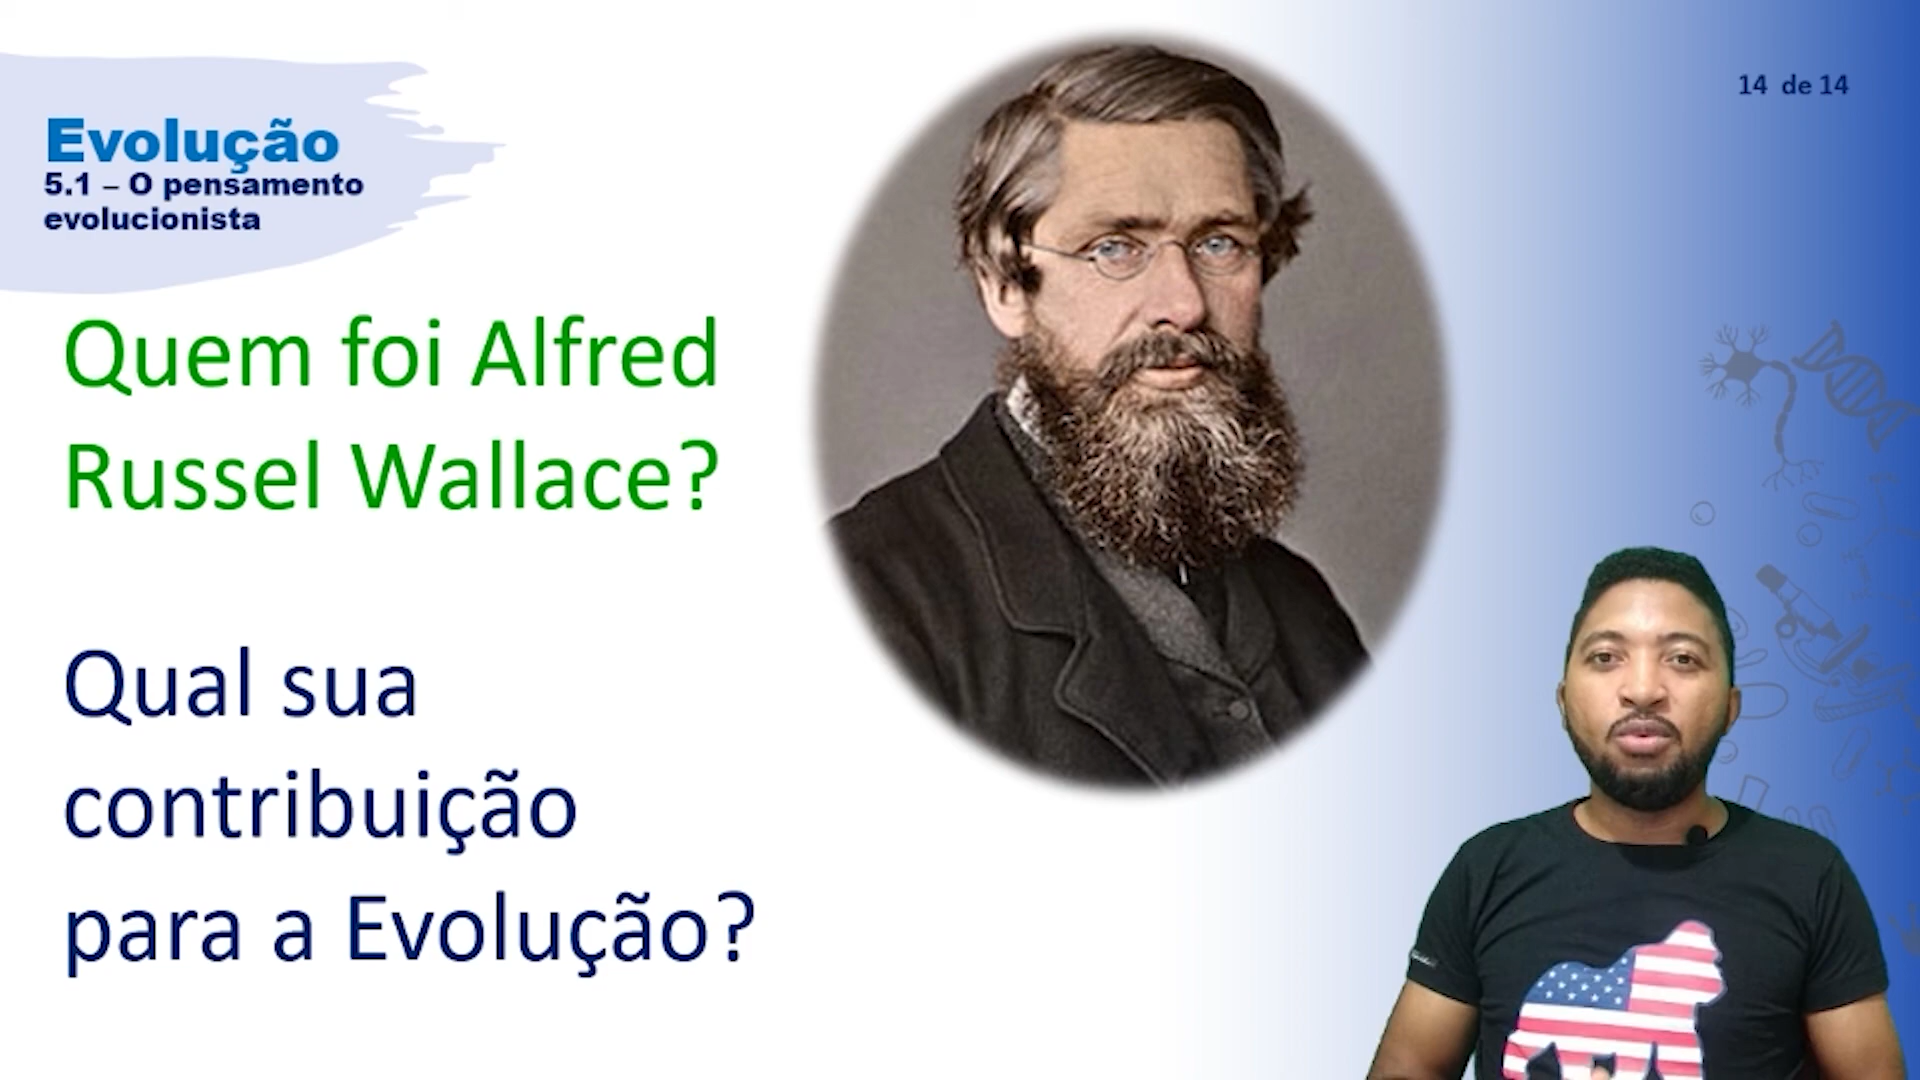 Evolução
5.1 – O pensamento
evolucionista
14 de 14
Quem foi Alfred
Russel Wallace?
Qual sua
contribuição
para a Evolução?